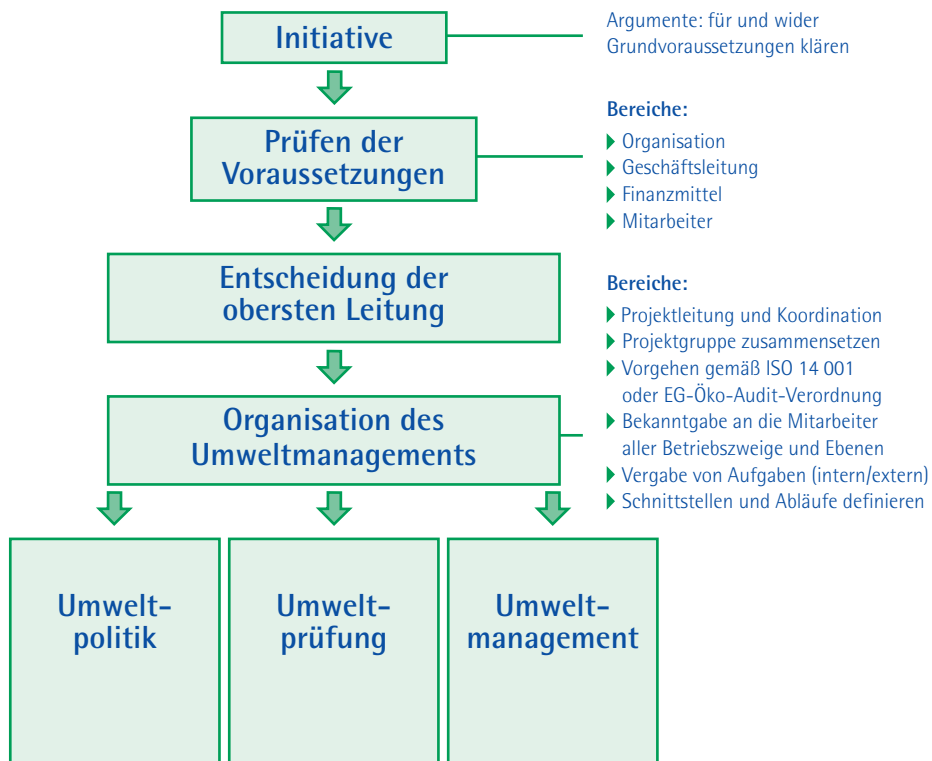 Initiative
Argumente: für und wider
Grundvoraussetzungen klären
Prüfen der
Voraussetzungen
Bereiche:
Organisation
Geschäftsleitung
Finanzmittel
Mitarbeiter
Entscheidung der
obersten Leitung
Organisation des
Umweltmanagements
Bereiche:
Projektleitung und Koordination
Projektgruppe zusammensetzen
Vorgehen gemäß ISO 14 001
oder EG-Öko-Audit-Verordnung
Bekanntgabe an die Mitarbeiter
aller Betriebszweige und Ebenen
Vergabe von Aufgaben (intern/extern)
Schnittstellen und Abläufe definieren
Umwelt-
politik
Umwelt-
prüfung
Umwelt-
management